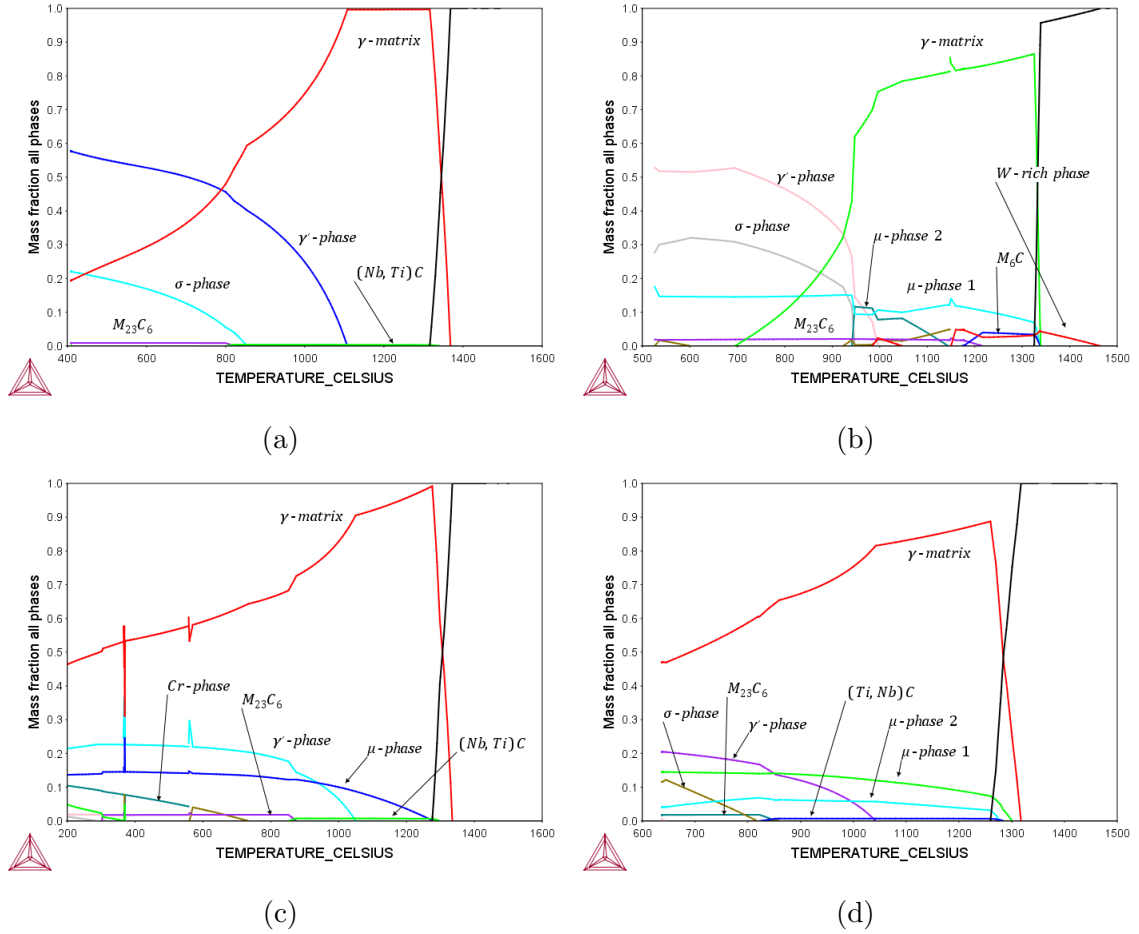 1.0
0.9
0.8
0.7
0.6
0.5
0.4
0.3
0.2
0.1
0.0
Mass fraction all phases
γ-matrix
γ′-phase
σ-phase
(Nb, Ti)C
M₂₃C₆
400 600 800 1000 1200 1400 1600
TEMPERATURE_CELSIUS
(a)
1.0
0.9
0.8
0.7
0.6
0.5
0.4
0.3
0.2
0.1
0.0
Mass fraction all phases
γ-matrix
γ′-phase
W-rich phase
σ-phase
μ-phase 2
M₆C
μ-phase 1
M₂₃C₆
500 600 700 800 900 1000 1100 1200 1300 1400 1500
TEMPERATURE_CELSIUS
(b)
1.0
0.9
0.8
0.7
0.6
0.5
0.4
0.3
0.2
0.1
0.0
Mass fraction all phases
γ-matrix
Cr-phase
M₂₃C₆
γ′-phase
μ-phase
(Nb, Ti)C
200 400 600 800 1000 1200 1400 1600
TEMPERATURE_CELSIUS
(c)
1.0
0.9
0.8
0.7
0.6
0.5
0.4
0.3
0.2
0.1
0.0
Mass fraction all phases
γ-matrix
M₂₃C₆
(Ti, Nb)C
σ-phase
γ′-phase
μ-phase 2
μ-phase 1
600 700 800 900 1000 1100 1200 1300 1400 1500
TEMPERATURE_CELSIUS
(d)